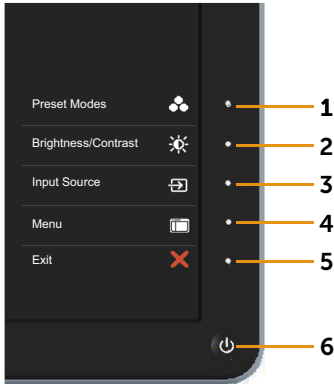 Preset Modes 1
Brightness/Contrast 2
Input Source 3
Menu 4
Exit 5
6